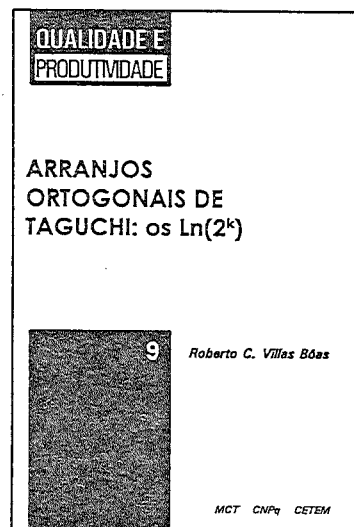 QUALIDADE E
PRODUTIVIDADE
ARRANJOS
ORTOGONAIS DE
TAGUCHI: os Ln(2ᵏ)
9
Roberto C. Villas Bôas
MCT CNPq CETEM